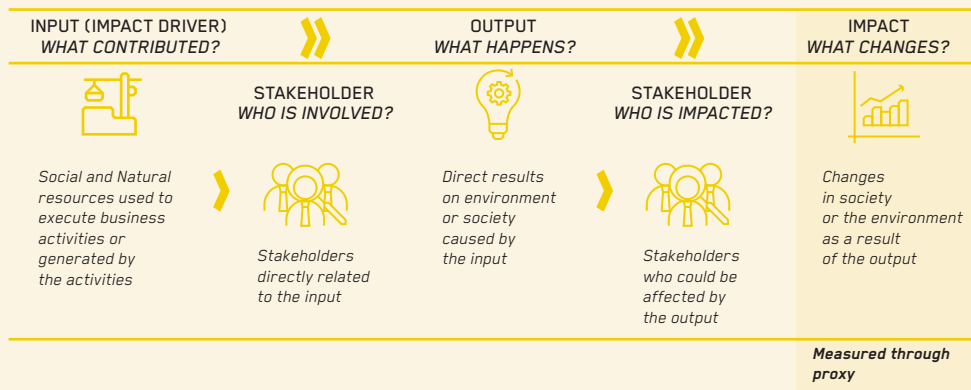 INPUT (IMPACT DRIVER)
WHAT CONTRIBUTED?
OUTPUT
WHAT HAPPENS?
IMPACT
WHAT CHANGES?
STAKEHOLDER
WHO IS INVOLVED?
STAKEHOLDER
WHO IS IMPACTED?
Social and Natural
resources used to
execute business
activities or
generated by
the activities
Stakeholders
directly related
to the input
Direct results
on environment
or society
caused by
the input
Stakeholders
who could be
affected by
the output
Changes
in society
or the environment
as a result
of the output
Measured through
proxy